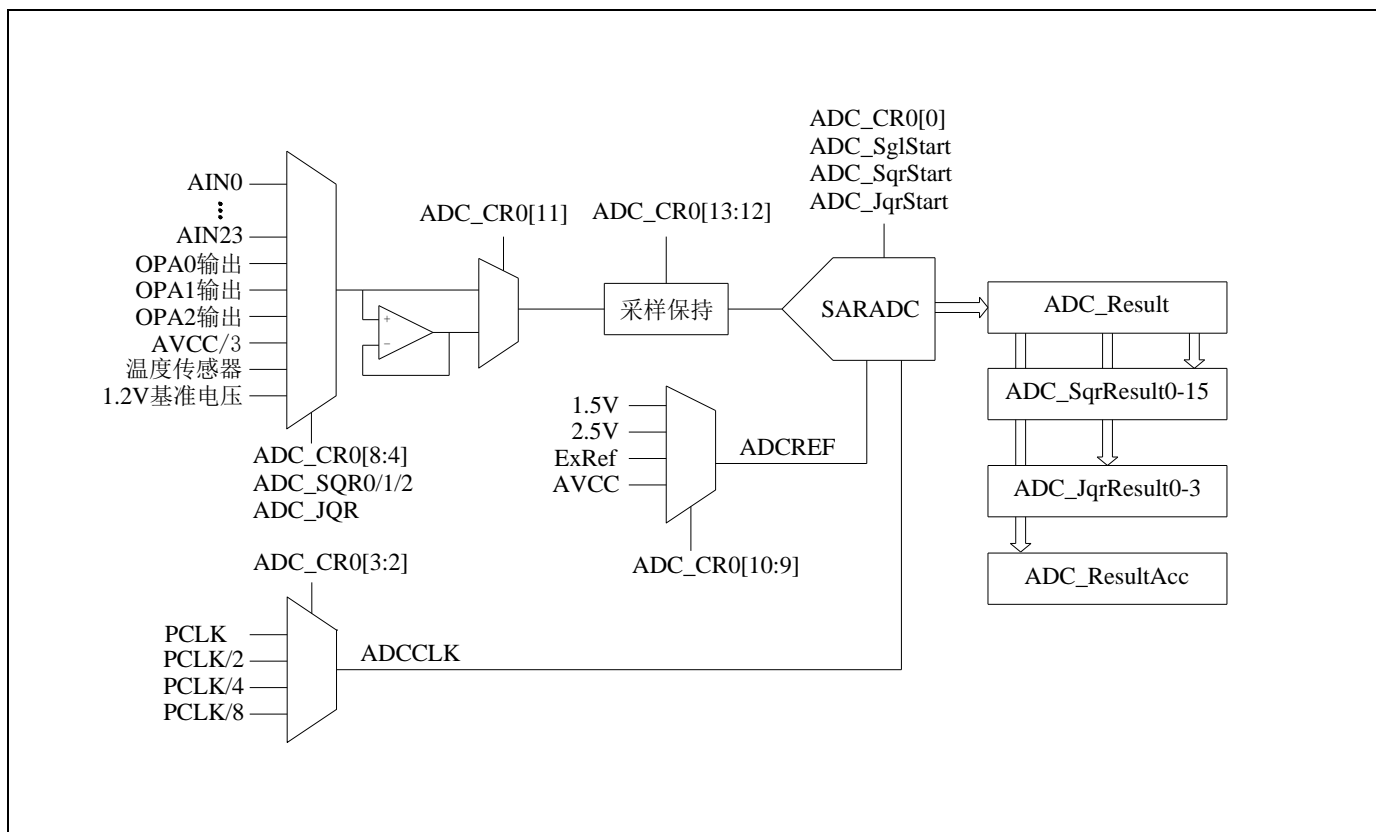 ADC_CR0[0]
ADC_SglStart
ADC_SqrStart
ADC_JqrStart
AIN0
AIN23
OPA0输出
OPA1输出
OPA2输出
AVCC/3
温度传感器
1.2V基准电压
ADC_CR0[8:4]
ADC_SQR0/1/2
ADC_JQR
+
−
ADC_CR0[11]
ADC_CR0[13:12]
采样保持
SARADC
ADC_Result
ADC_SqrResult0-15
ADC_JqrResult0-3
ADC_ResultAcc
1.5V
2.5V
ExRef
AVCC
ADCREF
ADC_CR0[10:9]
ADC_CR0[3:2]
PCLK
PCLK/2
PCLK/4
PCLK/8
ADCCLK